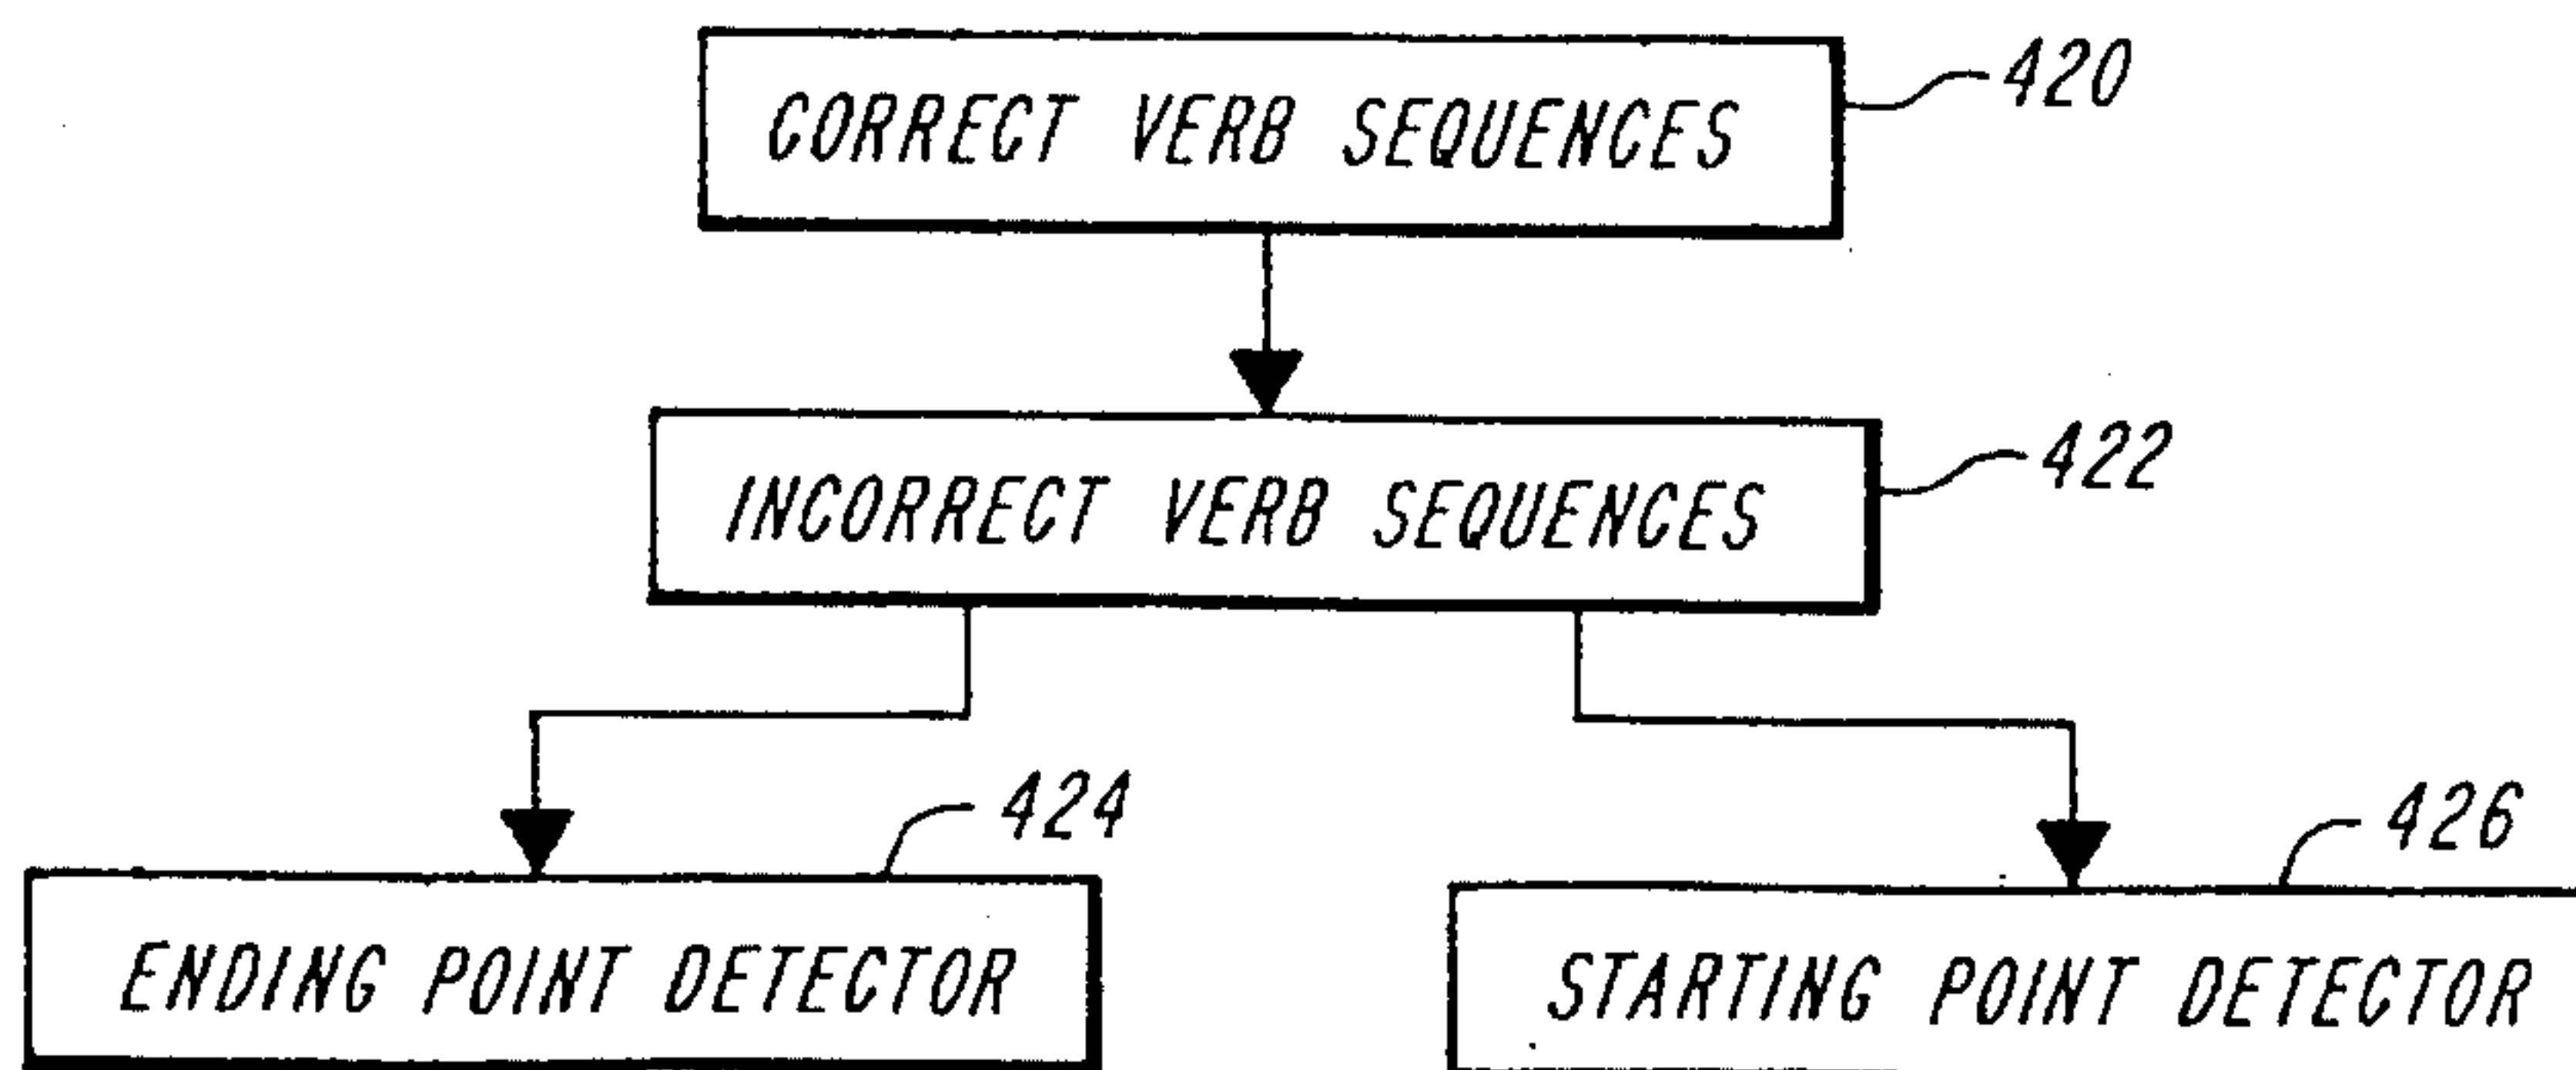 CORRECT VERB SEQUENCES
420
INCORRECT VERB SEQUENCES
422
424
426
ENDING POINT DETECTOR
STARTING POINT DETECTOR